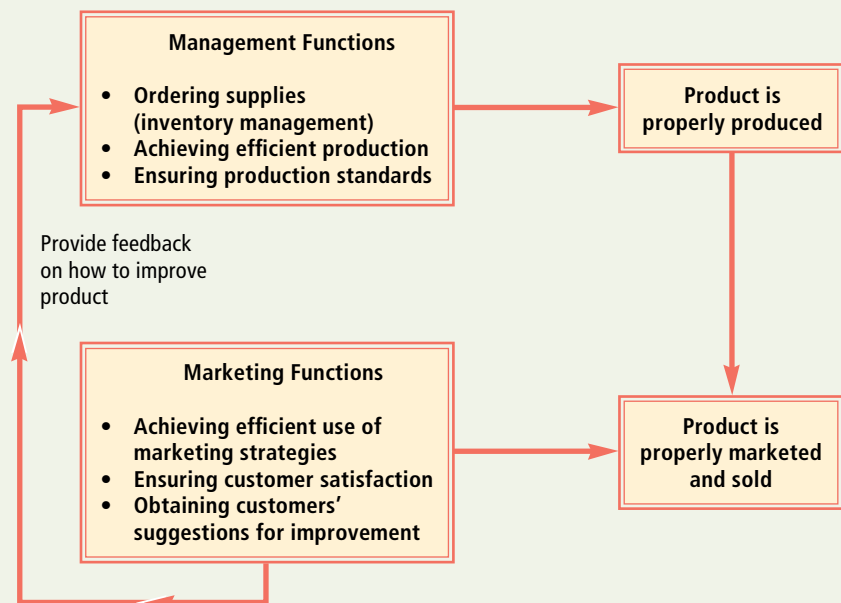 Management Functions
• Ordering supplies
(inventory management)
• Achieving efficient production
• Ensuring production standards
Product is
properly produced
Provide feedback
on how to improve
product
Marketing Functions
• Achieving efficient use of
marketing strategies
• Ensuring customer satisfaction
• Obtaining customers’
suggestions for improvement
Product is
properly marketed
and sold